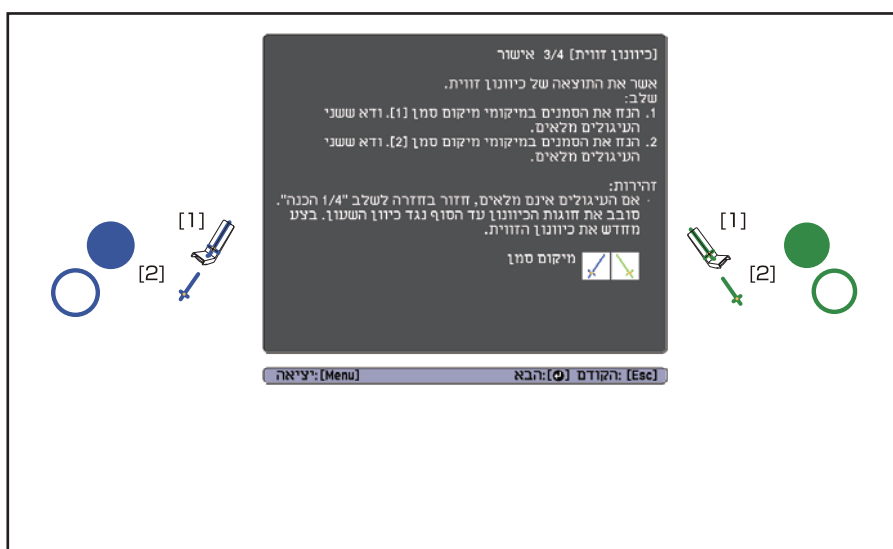 [כיוונון זווית] 3/4 אישור
אשר את התוצאה של כיוונון זווית.
שלב:
1. הנח את הסמנים במיקומי מיקום סמן [1]. ודא ששני
העיגולים מלאים.
2. הנח את הסמנים במיקומי מיקום סמן [2]. ודא ששני
העיגולים מלאים.
זהירות:
· אם העיגולים אינם מלאים, חזור בחזרה לשלב "1/4 הכנה".
סובב את חוגות הכיוונון עד הסוף נגד כיוון השעון. בצע
מחדש את כיוונון הזווית.
מיקום סמן
[1]
[2]
[1]
[2]
[Esc] :הקודם [⏎]:הבא
[Menu]:יציאה